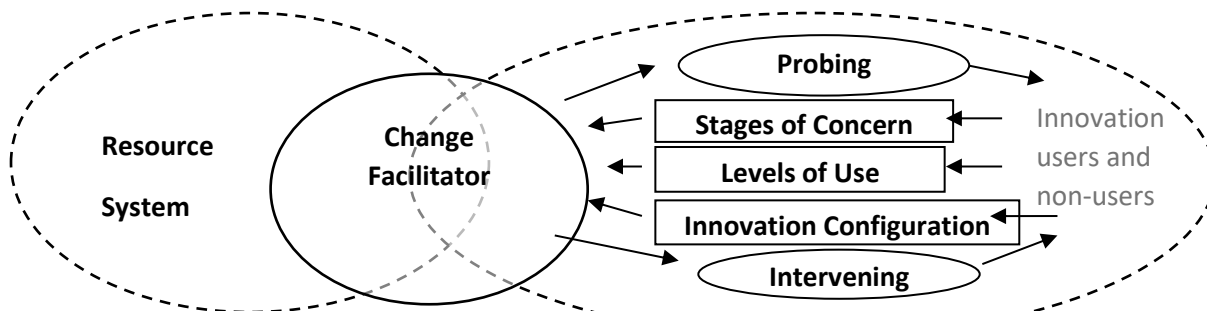 Resource
System
Change
Facilitator
Probing
Stages of Concern
Levels of Use
Innovation Configuration
Intervening
Innovation
users and
non-users